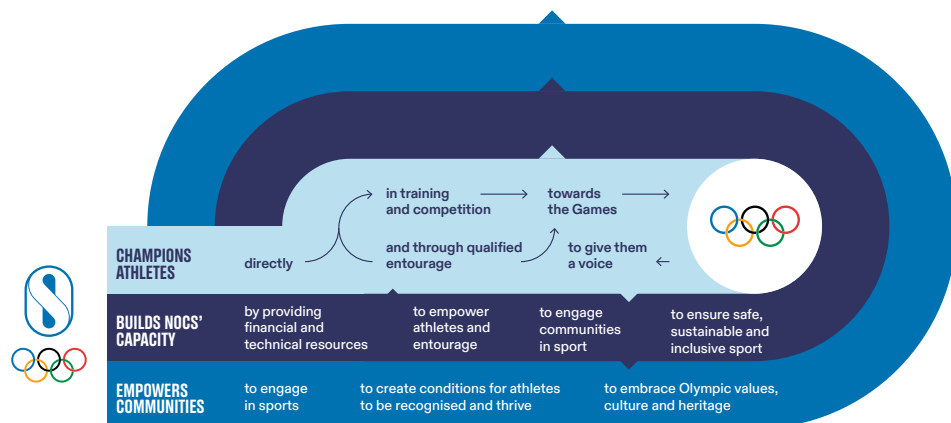 in training
and competition
towards
the Games
CHAMPIONS
ATHLETES
directly
and through qualified
entourage
to give them
a voice
BUILDS NOCS'
CAPACITY
by providing
financial and
technical resources
to empower
athletes and
entourage
to engage
communities
in sport
to ensure safe,
sustainable and
inclusive sport
EMPOWERS
COMMUNITIES
to engage
in sports
to create conditions for athletes
to be recognised and thrive
to embrace Olympic values,
culture and heritage